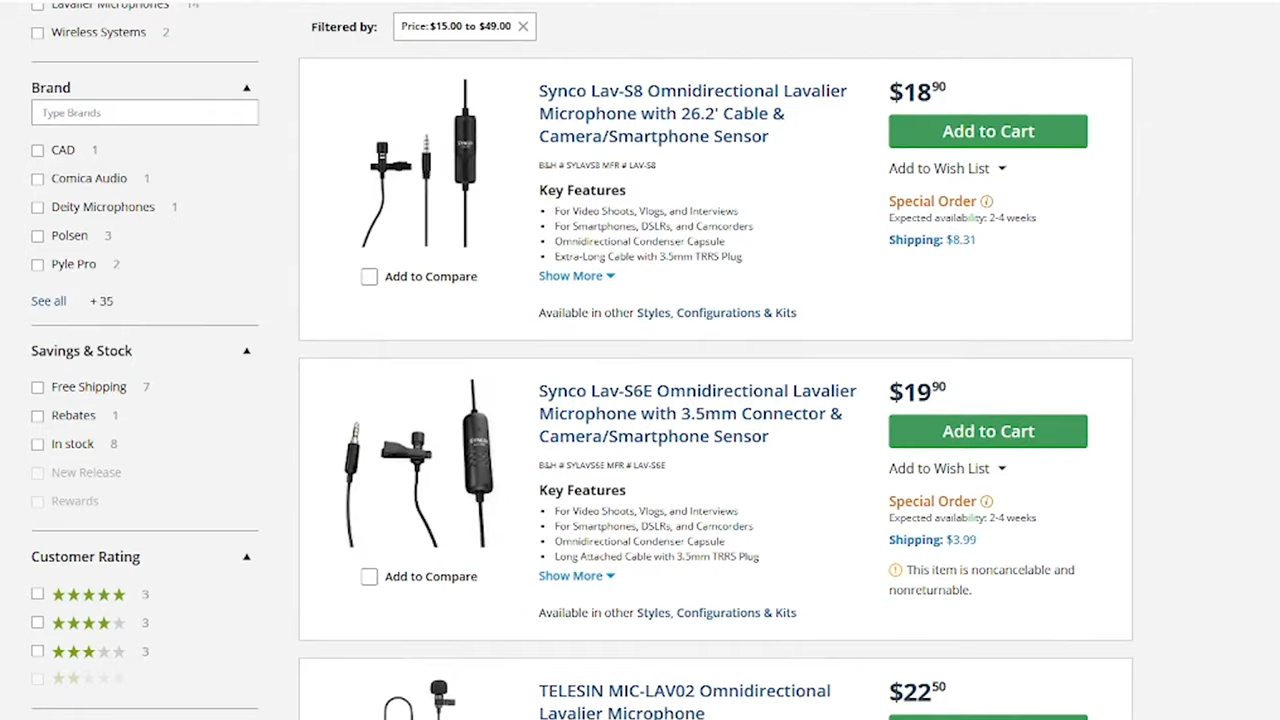 Lavalier Microphones 14
Wireless Systems 2
Brand
Type Brands
CAD 1
Comica Audio 1
Deity Microphones 1
Polsen 3
Pyle Pro 2
See all + 35
Savings & Stock
Free Shipping 7
Rebates 1
In stock 8
New Release
Rewards
Customer Rating
3
3
3
Filtered by: Price: $15.00 to $49.00
Synco Lav-S8 Omnidirectional Lavalier
Microphone with 26.2' Cable &
Camera/Smartphone Sensor
B&H # SYLAVS8 MFR # LAV-S8
Key Features
For Video Shoots, Vlogs, and Interviews
For Smartphones, DSLRs, and Camcorders
Omnidirectional Condenser Capsule
Extra-Long Cable with 3.5mm TRRS Plug
Show More
Available in other Styles, Configurations & Kits
Add to Compare
$18.90
Add to Cart
Add to Wish List
Special Order
Expected availability: 2-4 weeks
Shipping: $8.31
Synco Lav-S6E Omnidirectional Lavalier
Microphone with 3.5mm Connector &
Camera/Smartphone Sensor
B&H # SYLAVS6E MFR # LAV-S6E
Key Features
For Video Shoots, Vlogs, and Interviews
For Smartphones, DSLRs, and Camcorders
Omnidirectional Condenser Capsule
Long Attached Cable with 3.5mm TRRS Plug
Show More
Available in other Styles, Configurations & Kits
Add to Compare
$19.90
Add to Cart
Add to Wish List
Special Order
Expected availability: 2-4 weeks
Shipping: $3.99
This item is noncancelable and
nonreturnable.
TELESIN MIC-LAV02 Omnidirectional
Lavalier Microphone
$22.50